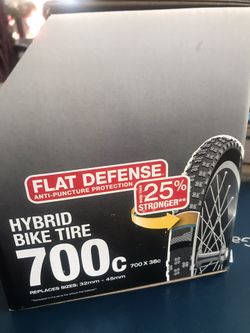 FLAT DEFENSE
ANTI-PUNCTURE PROTECTION
25%
STRONGER**
HYBRID
BIKE TIRE
700c
700 X 38c
REPLACES SIZES: 32mm - 45mm